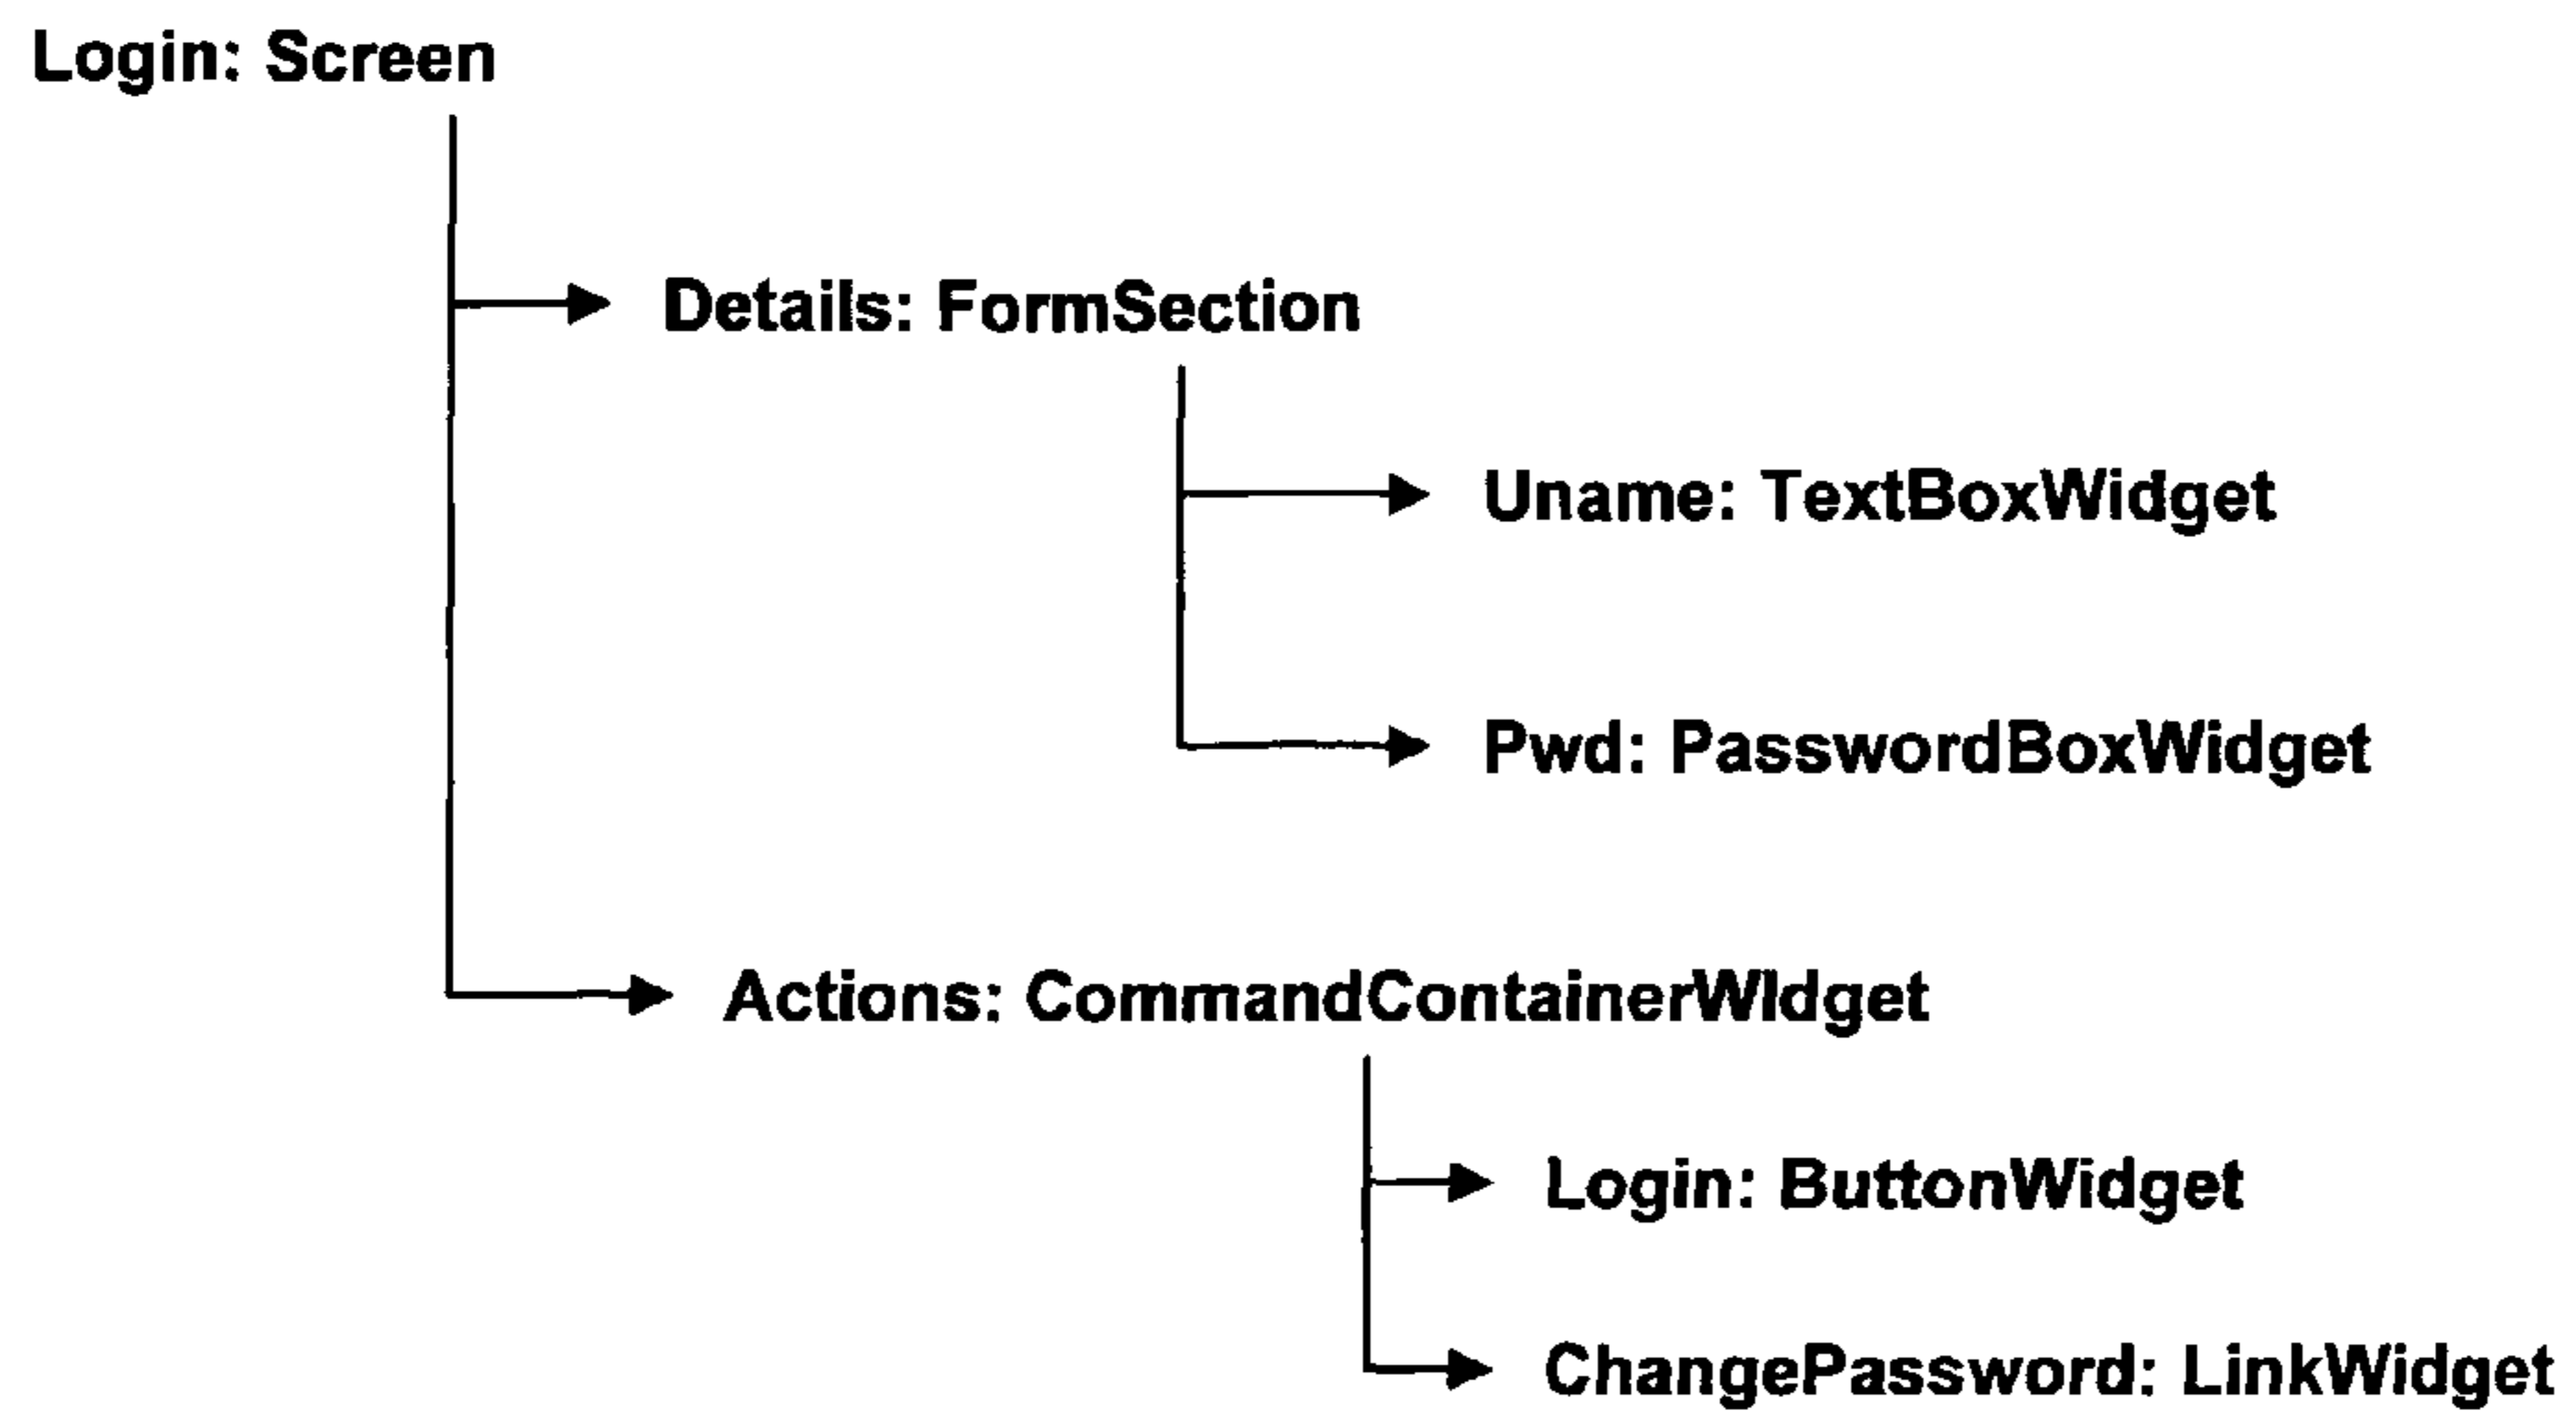 Login: Screen
Details: FormSection
Uname: TextBoxWidget
Pwd: PasswordBoxWidget
Actions: CommandContainerWIdget
Login: ButtonWidget
ChangePassword: LinkWidget